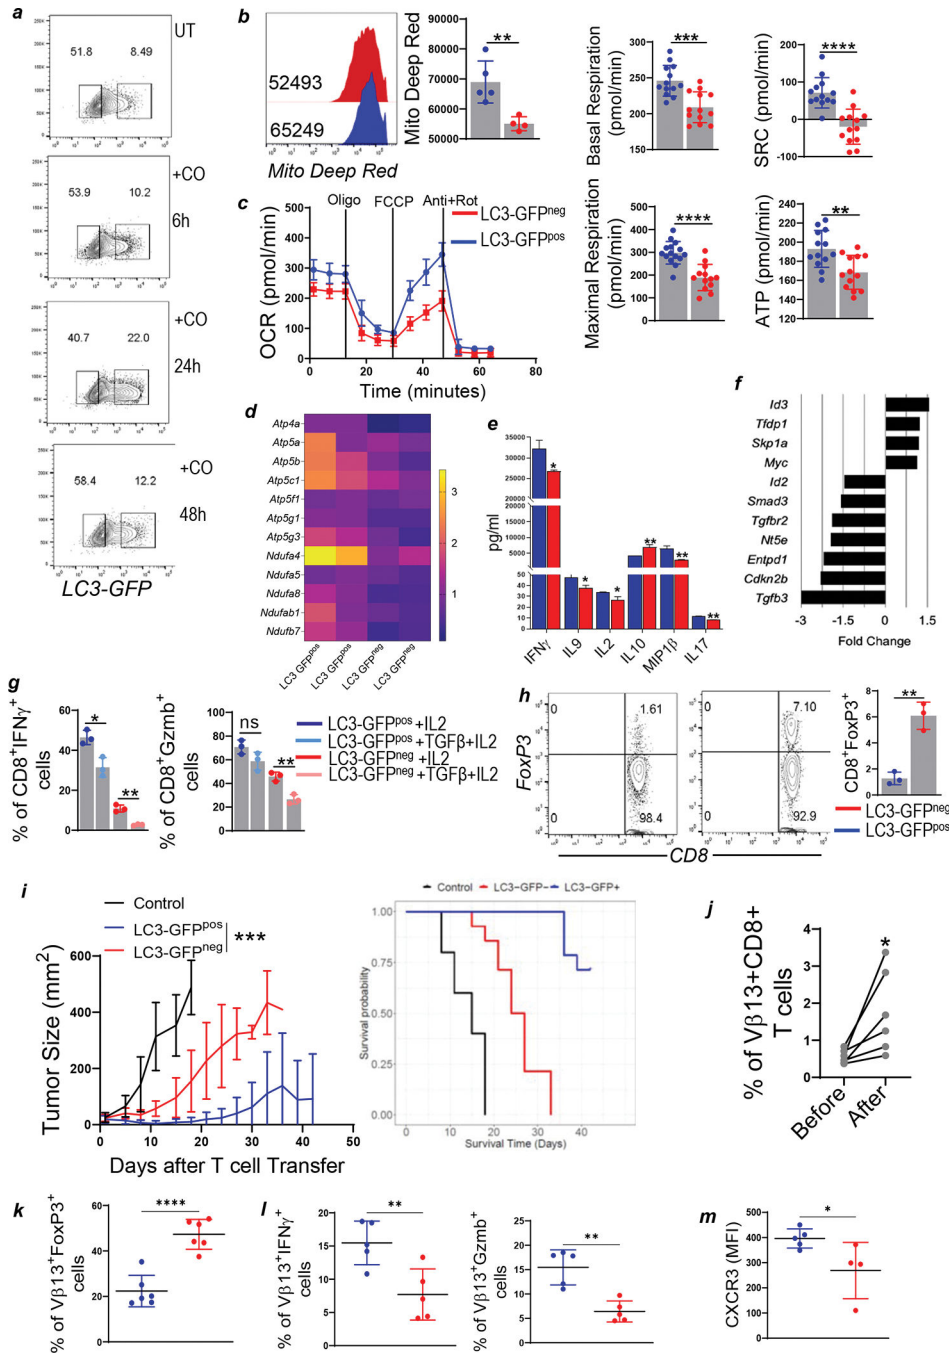 a
UT
51.8 8.49
+CO
53.9 10.2
6h
+CO
40.7 22.0
24h
+CO
58.4 12.2
48h
LC3-GFP
b
52493
65249
Mito Deep Red
Mito Deep Red
90000
80000
70000
60000
50000
**
Basal Respiration
(pmol/min)
300
250
200
150
***
SRC (pmol/min)
200
100
0
-100
****
Maximal Respiration
(pmol/min)
600
400
300
200
100
0
****
ATP (pmol/min)
240
220
200
180
160
140
120
**
c
Oligo FCCP Anti+Rot
LC3-GFPneg
LC3-GFPpos
OCR (pmol/min)
500
400
300
200
100
0
0 20 40 60 80
Time (minutes)
d
Atp4a
Atp5a
Atp5b
Atp5c1
Atp5f1
Atp5g1
Atp5g3
Ndufa4
Ndufa5
Ndufa8
Ndufab1
Ndufb7
LC3 GFPpos LC3 GFPpos LC3 GFPneg LC3 GFPneg
3
2
1
e
pg/ml
35000
30000
25000
20000
15000
10000
5000
50
40
30
20
10
0
* * * ** ** **
IFNγ IL9 IL2 IL10 MIP1β IL17
f
Id3
Tfdp1
Skp1a
Myc
Id2
Smad3
Tgfbr2
Nt5e
Entpd1
Cdkn2b
Tgfb3
-3 0 3
Fold Change
g
% of CD8+IFNγ+
cells
80
60
40
20
0
* **
% of CD8+Gzmb+
cells
100
80
60
40
20
0
ns **
LC3-GFPpos+IL2
LC3-GFPpos+TGFβ+IL2
LC3-GFPneg+IL2
LC3-GFPneg+TGFβ+IL2
h
FoxP3
0 1.61
0 98.4
0 7.10
0 92.9
CD8
CD8+FoxP3+
8
6
4
2
0
**
LC3-GFPneg
LC3-GFPpos
i
Control
LC3-GFPpos
LC3-GFPneg
***
Tumor Size (mm2)
600
400
200
0
0 10 20 30 40 50
Days after T cell Transfer
Control LC3-GFP- LC3-GFP+
Survival probability
1.00
0.75
0.50
0.25
0.00
0 10 20 30 40
Survival Time (Days)
j
% of Vβ13+CD8+
T cells
4
3
2
1
0
*
Before After
k
% of Vβ13+FoxP3+
cells
60
40
20
0
****
l
% of Vβ13+IFNγ+
cells
20
15
10
5
0
**
% of Vβ13+Gzmb+
cells
25
20
15
10
5
0
**
m
CXCR3 (MFI)
500
400
300
200
100
0
*